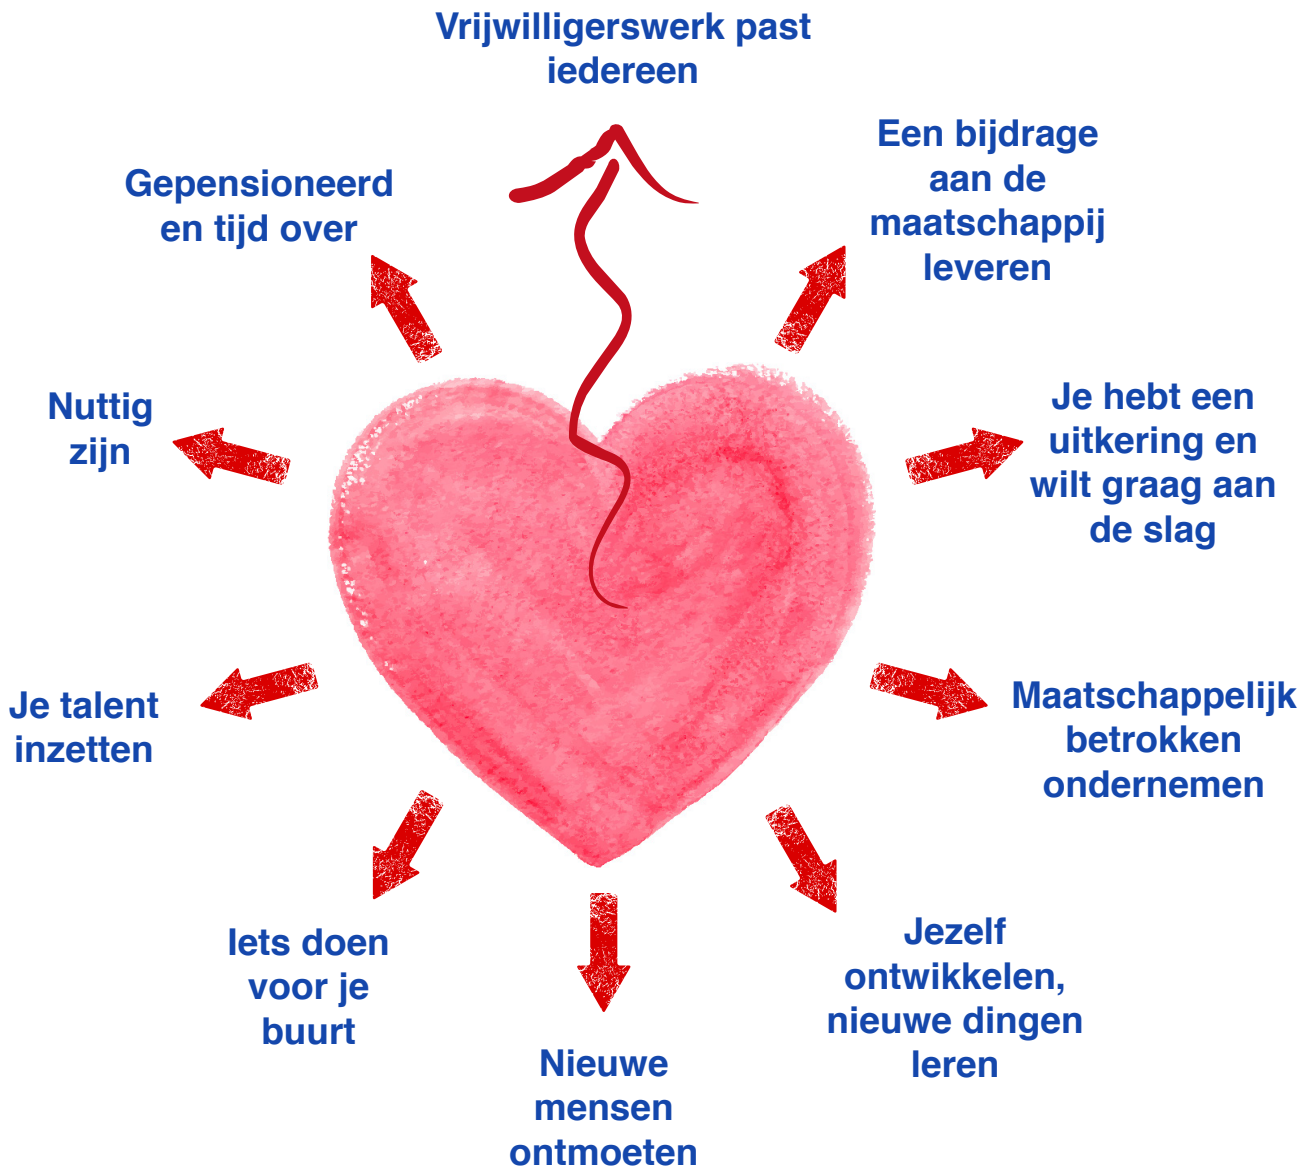 Vrijwilligerswerk past
iedereen
Een bijdrage
aan de
maatschappij
leveren
Je hebt een
uitkering en
wilt graag aan
de slag
Maatschappelijk
betrokken
ondernemen
Jezelf
ontwikkelen,
nieuwe dingen
leren
Nieuwe
mensen
ontmoeten
Iets doen
voor je
buurt
Je talent
inzetten
Nuttig
zijn
Gepensioneerd
en tijd over